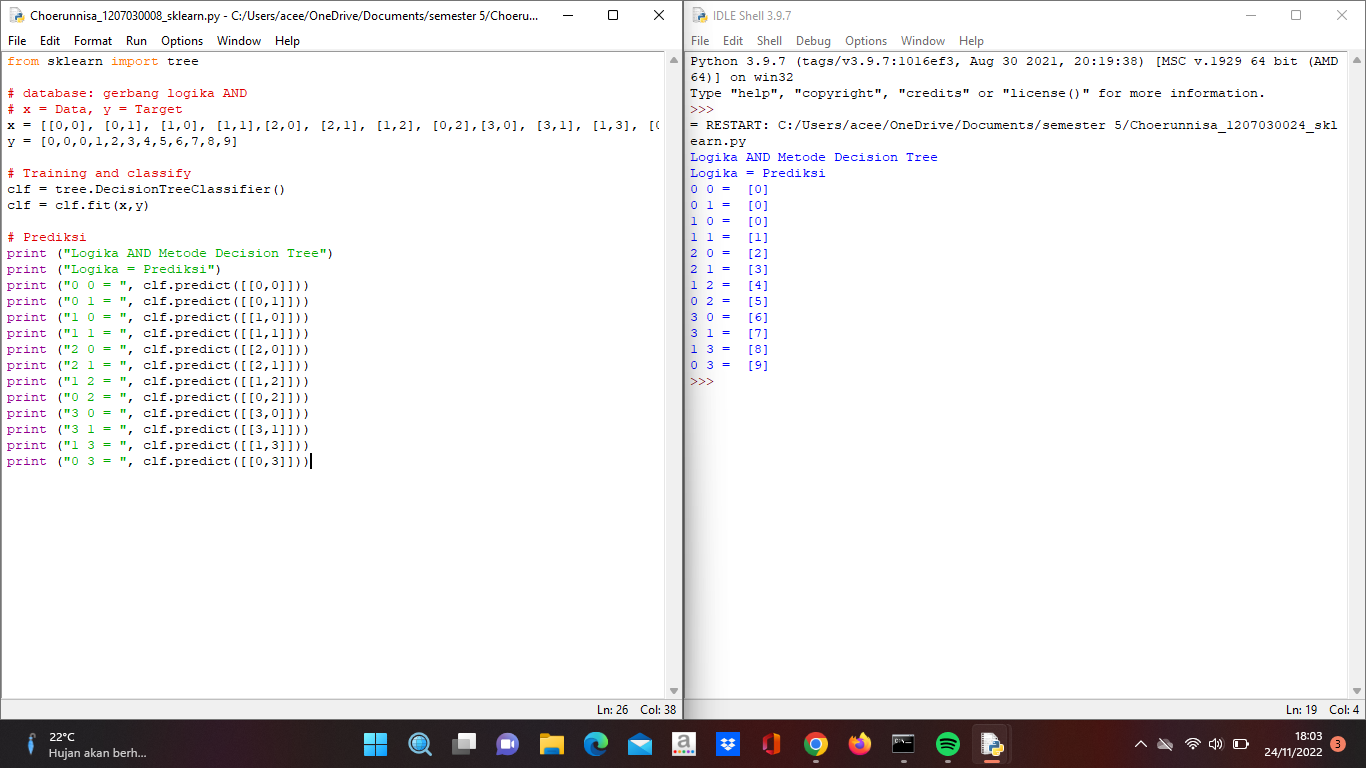 Choerunnisa_1207030008_sklearn.py - C:/Users/acee/OneDrive/Documents/semester 5/Choeru...
File Edit Format Run Options Window Help
from sklearn import tree
# database: gerbang logika AND
# x = Data, y = Target
x = [[0,0], [0,1], [1,0], [1,1],[2,0], [2,1], [1,2], [0,2],[3,0], [3,1], [1,3], [0
y = [0,0,0,1,2,3,4,5,6,7,8,9]
# Training and classify
clf = tree.DecisionTreeClassifier()
clf = clf.fit(x,y)
# Prediksi
print ("Logika AND Metode Decision Tree")
print ("Logika = Prediksi")
print ("0 0 = ", clf.predict([[0,0]]))
print ("0 1 = ", clf.predict([[0,1]]))
print ("1 0 = ", clf.predict([[1,0]]))
print ("1 1 = ", clf.predict([[1,1]]))
print ("2 0 = ", clf.predict([[2,0]]))
print ("2 1 = ", clf.predict([[2,1]]))
print ("1 2 = ", clf.predict([[1,2]]))
print ("0 2 = ", clf.predict([[0,2]]))
print ("3 0 = ", clf.predict([[3,0]]))
print ("3 1 = ", clf.predict([[3,1]]))
print ("1 3 = ", clf.predict([[1,3]]))
print ("0 3 = ", clf.predict([[0,3]]))
Ln: 26 Col: 38
IDLE Shell 3.9.7
File Edit Shell Debug Options Window Help
Python 3.9.7 (tags/v3.9.7:1016ef3, Aug 30 2021, 20:19:38) [MSC v.1929 64 bit (AMD
64)] on win32
Type "help", "copyright", "credits" or "license()" for more information.
>>>
= RESTART: C:/Users/acee/OneDrive/Documents/semester 5/Choerunnisa_1207030024_skl
earn.py
Logika AND Metode Decision Tree
Logika = Prediksi
0 0 =  [0]
0 1 =  [0]
1 0 =  [0]
1 1 =  [1]
2 0 =  [2]
2 1 =  [3]
1 2 =  [4]
0 2 =  [5]
3 0 =  [6]
3 1 =  [7]
1 3 =  [8]
0 3 =  [9]
>>>
Ln: 19 Col: 4
22°C
Hujan akan berh...
a
18:03
24/11/2022
3